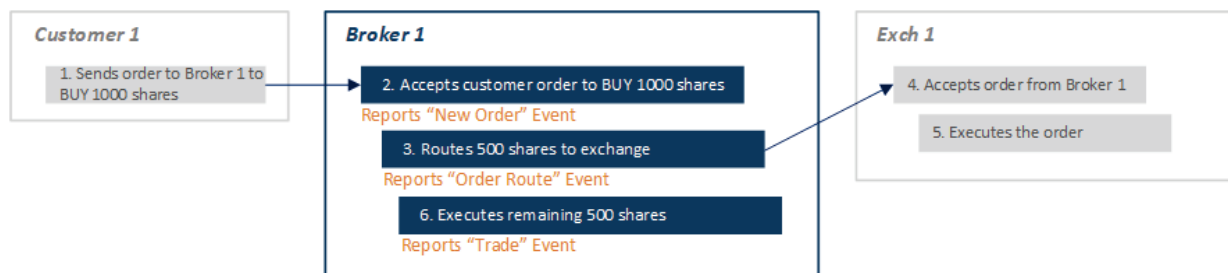 Customer 1
1. Sends order to Broker 1 to
BUY 1000 shares
Broker 1
2. Accepts customer order to BUY 1000 shares
Reports “New Order” Event
3. Routes 500 shares to exchange
Reports “Order Route” Event
6. Executes remaining 500 shares
Reports “Trade” Event
Exch 1
4. Accepts order from Broker 1
5. Executes the order